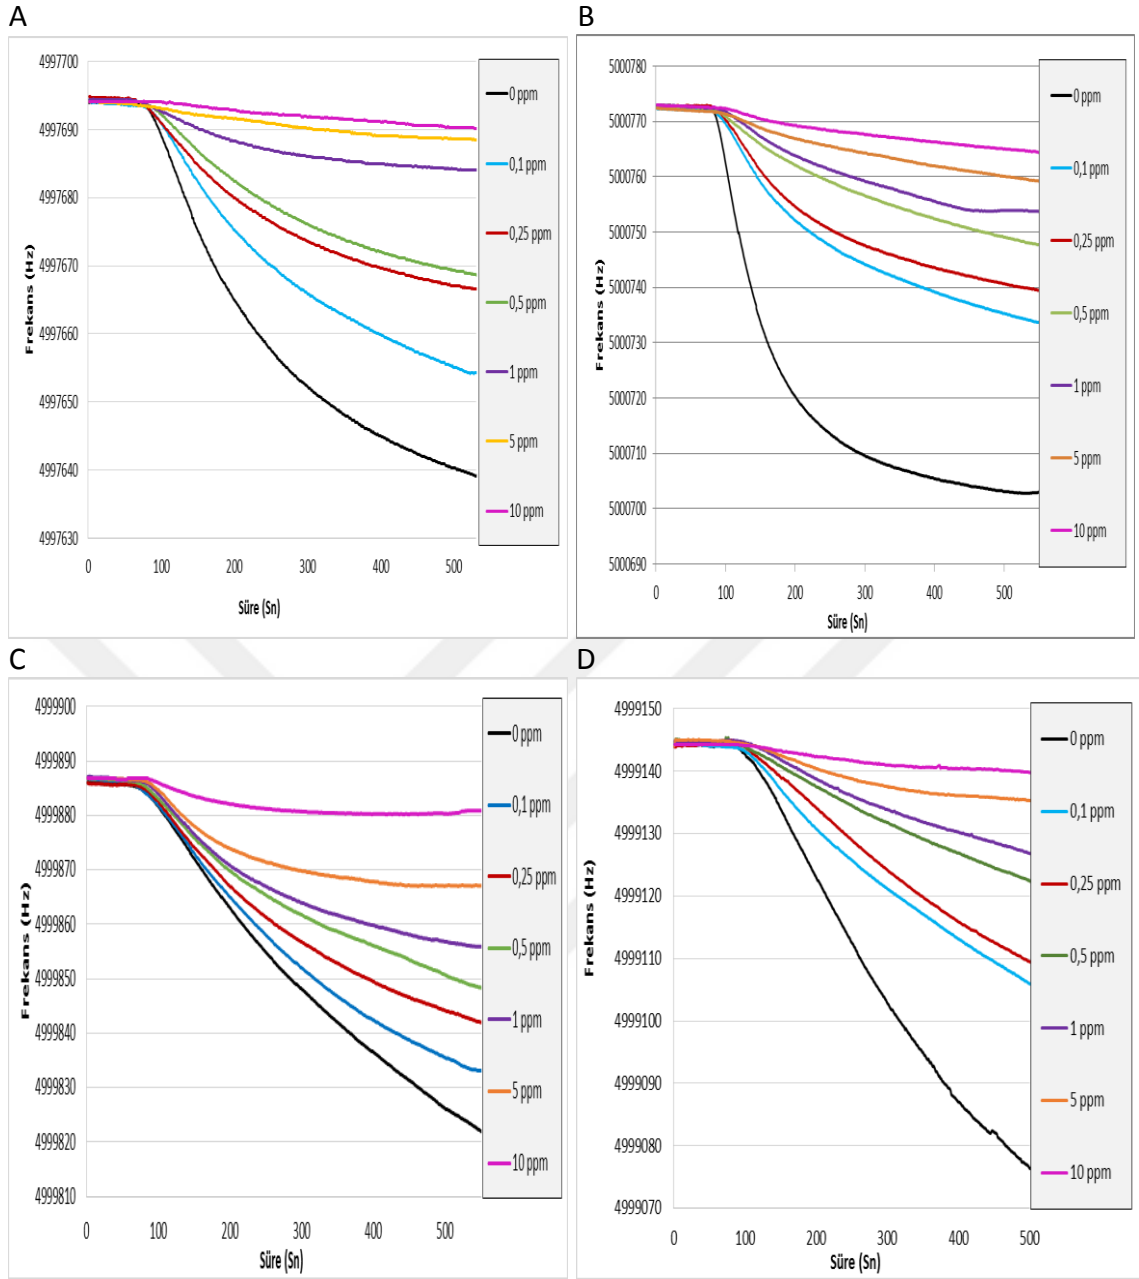 A
4997700
4997690
4997680
4997670
4997660
4997650
4997640
4997630
Frekans (Hz)
0
100
200
300
400
500
Süre (Sn)
0 ppm
0,1 ppm
0,25 ppm
0,5 ppm
1 ppm
5 ppm
10 ppm
B
5000780
5000770
5000760
5000750
5000740
5000730
5000720
5000710
5000700
5000690
Frekans (Hz)
0
100
200
300
400
500
Süre (Sn)
0 ppm
0,1 ppm
0,25 ppm
0,5 ppm
1 ppm
5 ppm
10 ppm
C
4999900
4999890
4999880
4999870
4999860
4999850
4999840
4999830
4999820
4999810
Frekans (Hz)
0
100
200
300
400
500
Süre (Sn)
0 ppm
0,1 ppm
0,25 ppm
0,5 ppm
1 ppm
5 ppm
10 ppm
D
4999150
4999140
4999130
4999120
4999110
4999100
4999090
4999080
4999070
Frekans (Hz)
0
100
200
300
400
500
Süre (Sn)
0 ppm
0,1 ppm
0,25 ppm
0,5 ppm
1 ppm
5 ppm
10 ppm